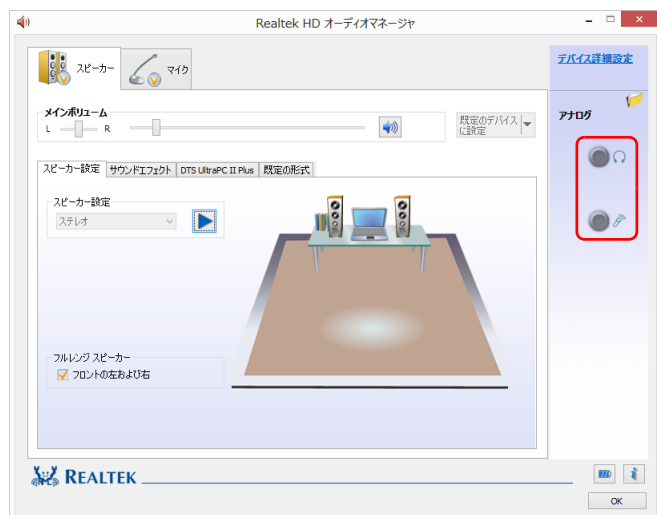 Realtek HD オーディオマネージャ
スピーカー
マイク
デバイス詳細設定
メインボリューム
L
R
既定のデバイス
に設定
アナログ
スピーカー設定
サウンドエフェクト
DTS UltraPC II Plus
既定の形式
スピーカー設定
ステレオ
フルレンジ スピーカー
フロントの左および右
REALTEK
OK